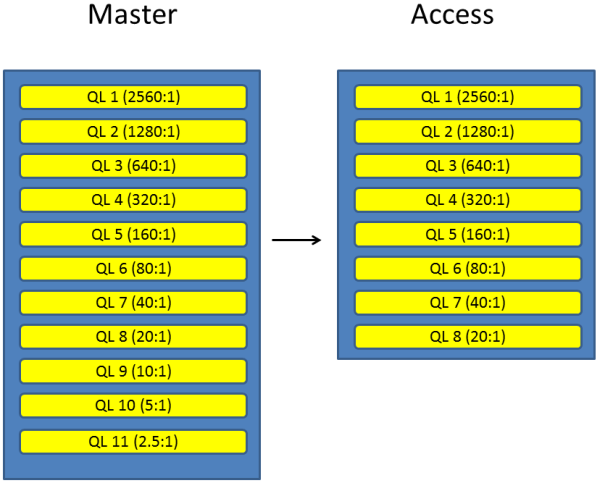 Master
QL 1 (2560:1)
QL 2 (1280:1)
QL 3 (640:1)
QL 4 (320:1)
QL 5 (160:1)
QL 6 (80:1)
QL 7 (40:1)
QL 8 (20:1)
QL 9 (10:1)
QL 10 (5:1)
QL 11 (2.5:1)
Access
QL 1 (2560:1)
QL 2 (1280:1)
QL 3 (640:1)
QL 4 (320:1)
QL 5 (160:1)
QL 6 (80:1)
QL 7 (40:1)
QL 8 (20:1)